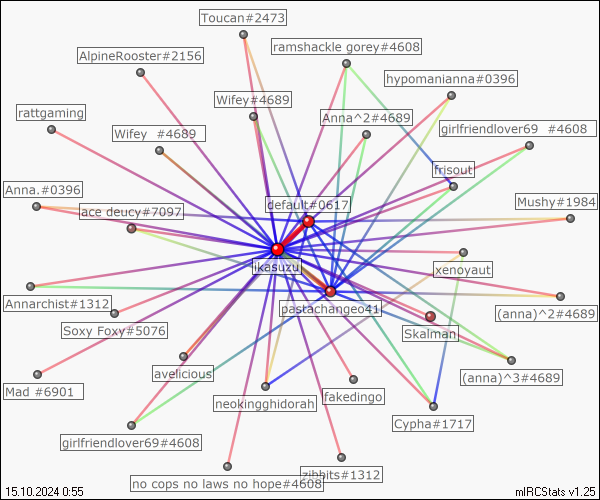 Toucan#2473
ramshackle gorey#4608
AlpineRooster#2156
hypomanianna#0396
Wifey#4689
rattgaming
Anna^2#4689
girlfriendlover69 #4608
Wifey #4689
frisout
Anna.#0396
Mushy#1984
default#0617
ace deucy#7097
likasuzu
xenoyaut
Annarchist#1312
pastachangeo41
(anna)^2#4689
Soxy Foxy#5076
Skalman
avelicious
(anna)^3#4689
Mad #6901
fakedingo
neokingghidorah
Cypha#1717
girlfriendlover69#4608
zibbits#1312
no cops no laws no hope#4608
15.10.2024 0:55
mIRCStats v1.25